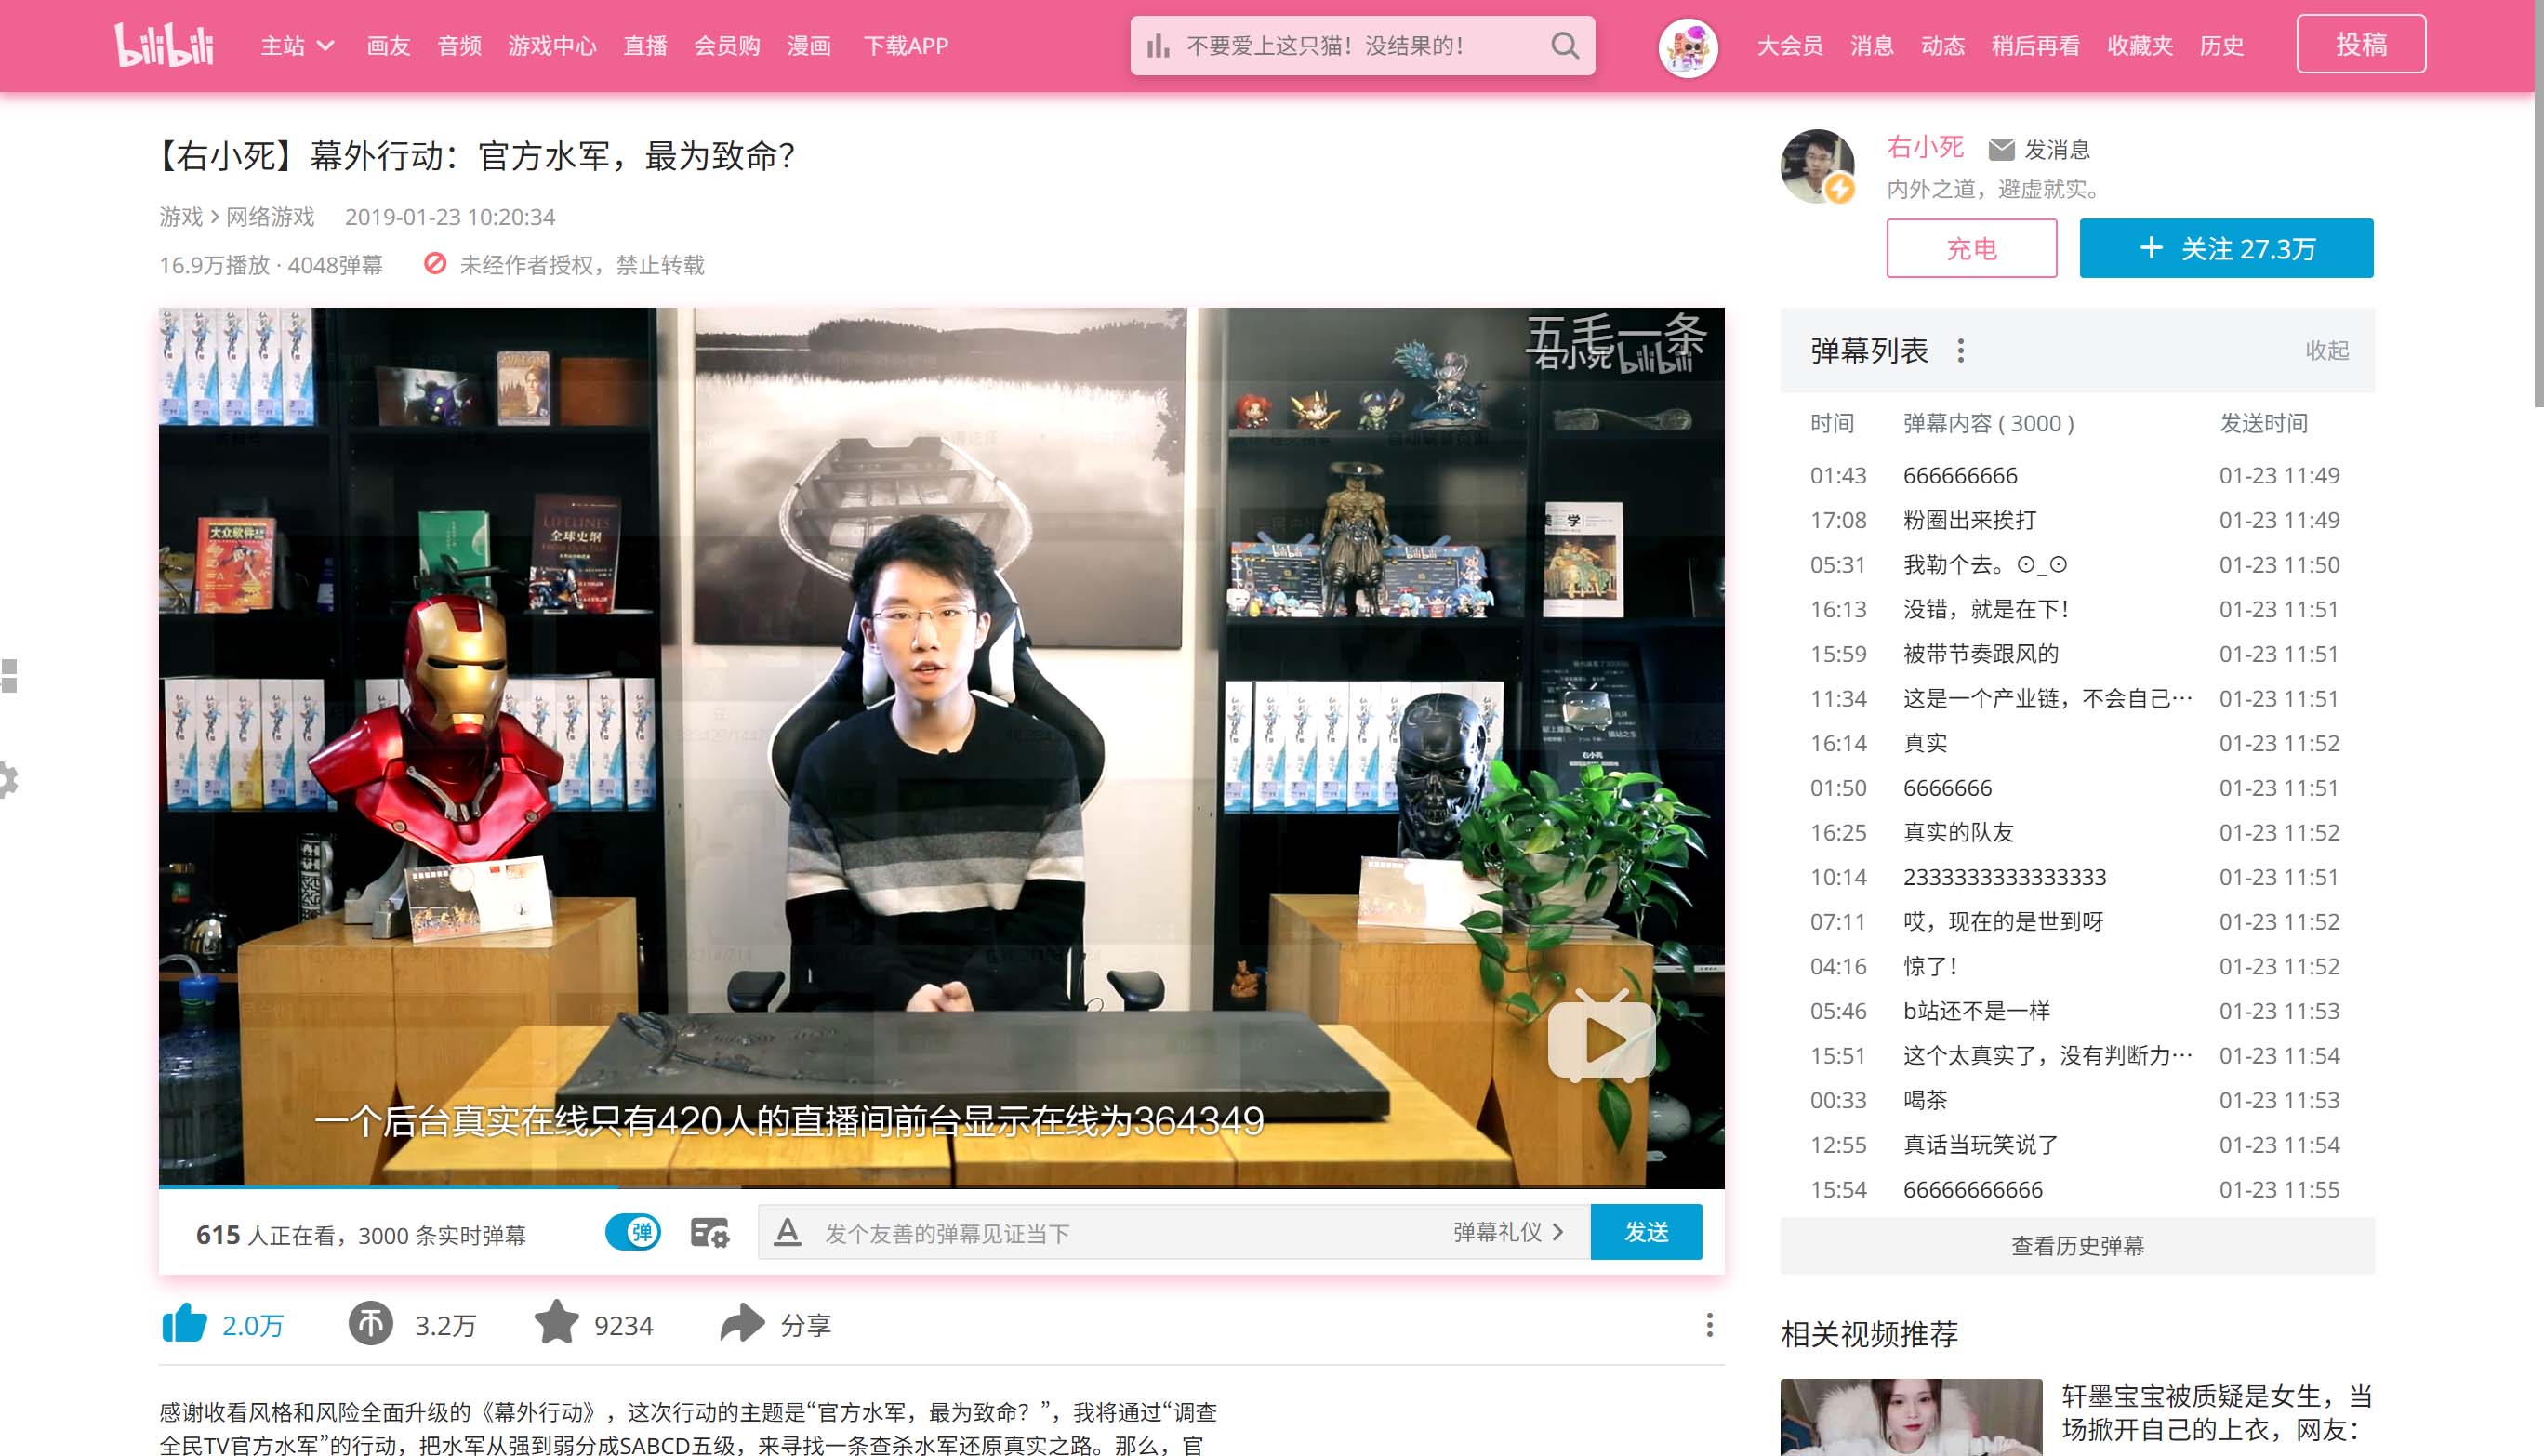 bilibili 主站 画友 音频 游戏中心 直播 会员购 漫画 下载APP 不要爱上这只猫！没结果的！ 大会员 消息 动态 稍后再看 收藏夹 历史 投稿
【右小死】幕外行动：官方水军，最为致命？
游戏 > 网络游戏 2019-01-23 10:20:34
16.9万播放 · 4048弹幕 未经作者授权，禁止转载
右小死 发消息
内外之道，避虚就实。
充电 + 关注 27.3万
五毛一条
右小死 bilibili
大众软件
LIFELINES
全球史纲
bilibili bilibili
右小死
一个后台真实在线只有420人的直播间前台显示在线为364349
615 人正在看，3000 条实时弹幕 弹 A 发个友善的弹幕见证当下 弹幕礼仪 > 发送
2.0万 3.2万 9234 分享
感谢收看风格和风险全面升级的《幕外行动》，这次行动的主题是“官方水军，最为致命？”，我将通过“调查
全民TV官方水军”的行动，把水军从强到弱分成SABCD五级，来寻找一条查杀水军还原真实之路。那么，官
弹幕列表 收起
时间 弹幕内容 ( 3000 ) 发送时间
01:43 666666666 01-23 11:49
17:08 粉圈出来挨打 01-23 11:49
05:31 我勒个去。⊙_⊙ 01-23 11:50
16:13 没错，就是在下！ 01-23 11:51
15:59 被带节奏跟风的 01-23 11:51
11:34 这是一个产业链，不会自己… 01-23 11:51
16:14 真实 01-23 11:52
01:50 6666666 01-23 11:51
16:25 真实的队友 01-23 11:52
10:14 2333333333333333 01-23 11:51
07:11 哎，现在的是世到呀 01-23 11:52
04:16 惊了！ 01-23 11:52
05:46 b站还不是一样 01-23 11:53
15:51 这个太真实了，没有判断力… 01-23 11:54
00:33 喝茶 01-23 11:53
12:55 真话当玩笑说了 01-23 11:54
15:54 66666666666 01-23 11:55
查看历史弹幕
相关视频推荐
轩墨宝宝被质疑是女生，当
场掀开自己的上衣，网友：